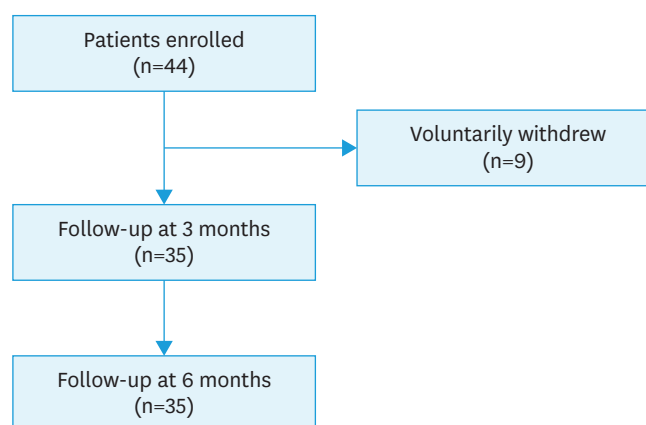 Patients enrolled
(n=44)
Voluntarily withdrew
(n=9)
Follow-up at 3 months
(n=35)
Follow-up at 6 months
(n=35)